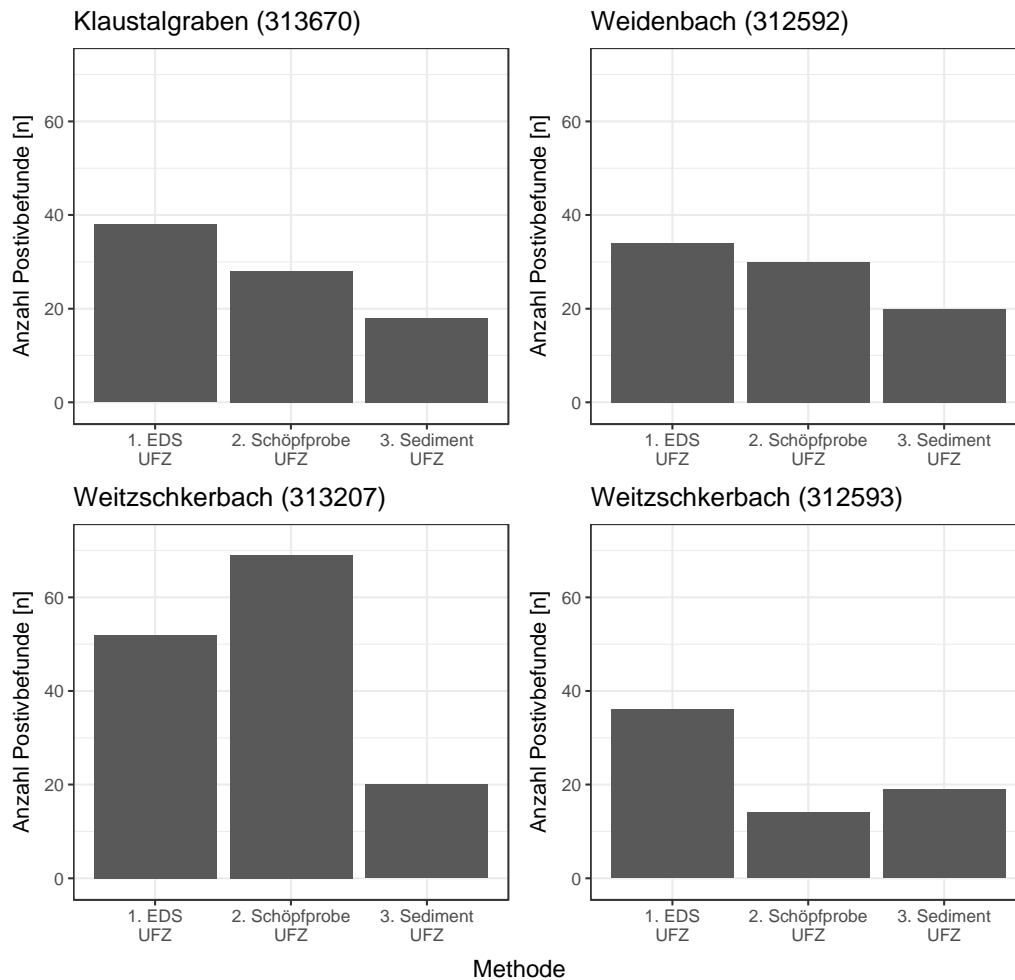 Klaustalgraben (313670)
Anzahl Postivbefunde [n]
60
40
20
0
1. EDS UFZ
2. Schöpfprobe UFZ
3. Sediment UFZ
Weidenbach (312592)
Anzahl Postivbefunde [n]
60
40
20
0
1. EDS UFZ
2. Schöpfprobe UFZ
3. Sediment UFZ
Weitzschkerbach (313207)
Anzahl Postivbefunde [n]
60
40
20
0
1. EDS UFZ
2. Schöpfprobe UFZ
3. Sediment UFZ
Weitzschkerbach (312593)
Anzahl Postivbefunde [n]
60
40
20
0
1. EDS UFZ
2. Schöpfprobe UFZ
3. Sediment UFZ
Methode